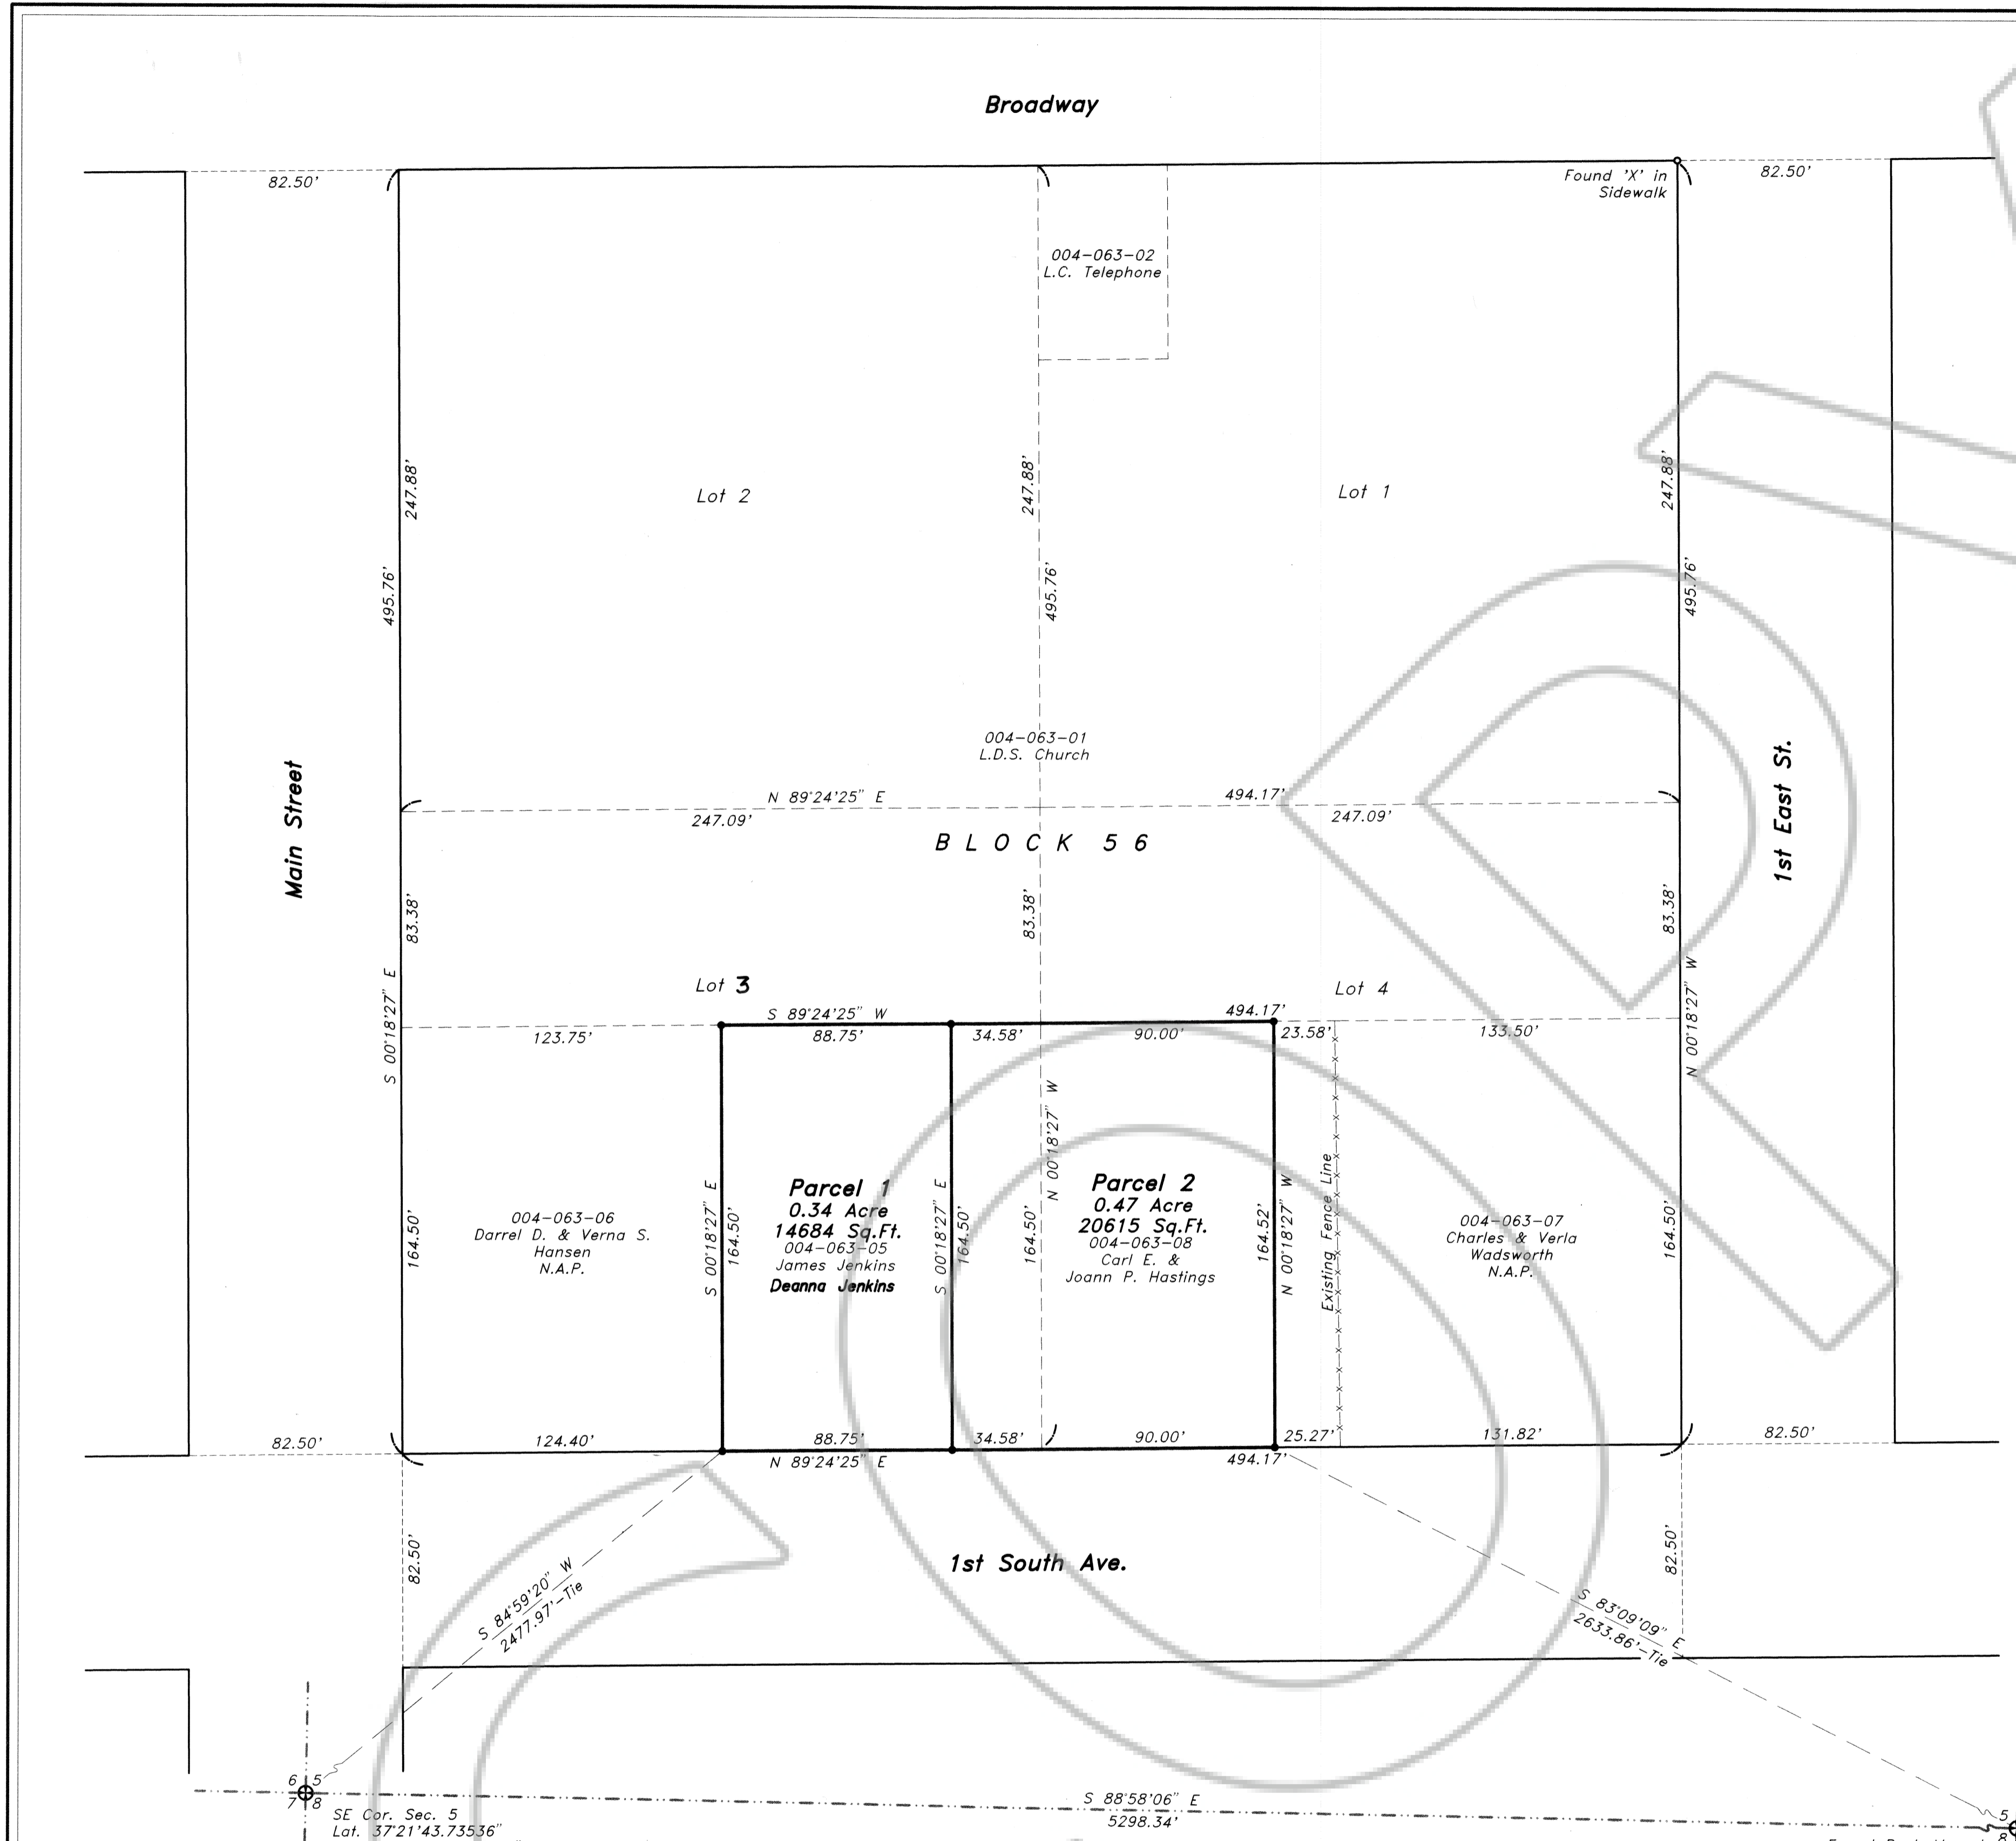 Broadway
82.50'
Found 'X' in
Sidewalk
82.50'
004-063-02
L.C. Telephone
247.88'
Lot 2
247.88'
Lot 1
247.88'
495.76'
495.76'
495.76'
004-063-01
L.D.S. Church
Main Street
1st East St.
N 89°24'25" E
494.17'
247.09'
247.09'
BLOCK 56
83.38'
83.38'
83.38'
S 00°18'27" E
N 00°18'27" W
Lot 3
Lot 4
S 89°24'25" W
494.17'
123.75'
88.75'
34.58'
90.00'
23.58'
133.50'
N 00°18'27" W
164.50'
004-063-06
Darrel D. & Verna S.
Hansen
N.A.P.
S 00°18'27" E
164.50'
Parcel 1
0.34 Acre
14684 Sq.Ft.
004-063-05
James Jenkins
Deanna Jenkins
S 00°18'27" E
164.50'
164.50'
Parcel 2
0.47 Acre
20615 Sq.Ft.
004-063-08
Carl E. &
Joann P. Hastings
164.52'
N 00°18'27" W
Existing Fence Line
004-063-07
Charles & Verla
Wadsworth
N.A.P.
164.50'
82.50'
124.40'
88.75'
34.58'
90.00'
25.27'
131.82'
82.50'
N 89°24'25" E
494.17'
82.50'
1st South Ave.
82.50'
S 84°59'20" W
2477.97'-Tie
S 83°09'09" E
2633.86'-Tie
6 5
7 8
SE Cor. Sec. 5
Lat. 37°21'43.73536"
S 88°58'06" E
5298.34'
5